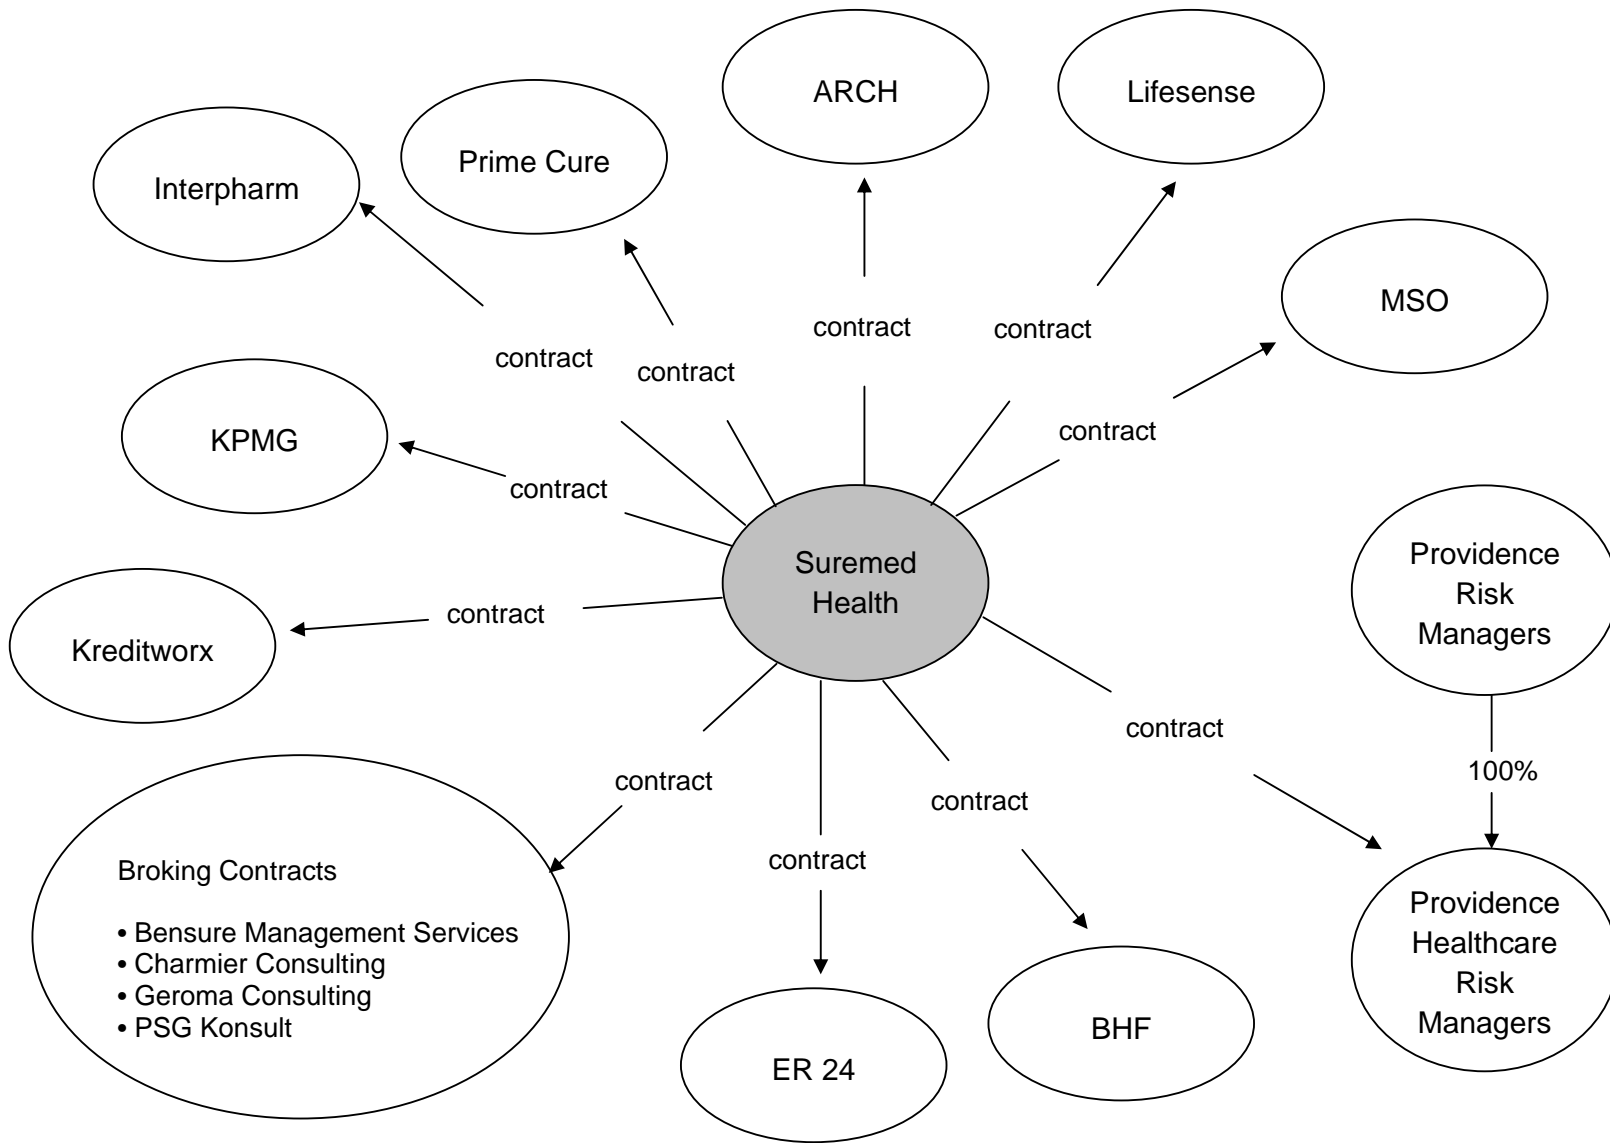 ARCH
Lifesense
Prime Cure
Interpharm
MSO
contract
contract
contract
contract
contract
KPMG
contract
Suremed
Health
Providence
Risk
Managers
contract
Kreditworx
contract
100%
contract
contract
contract
Broking Contracts
• Bensure Management Services
• Charmier Consulting
• Geroma Consulting
• PSG Konsult
Providence
Healthcare
Risk
Managers
BHF
ER 24